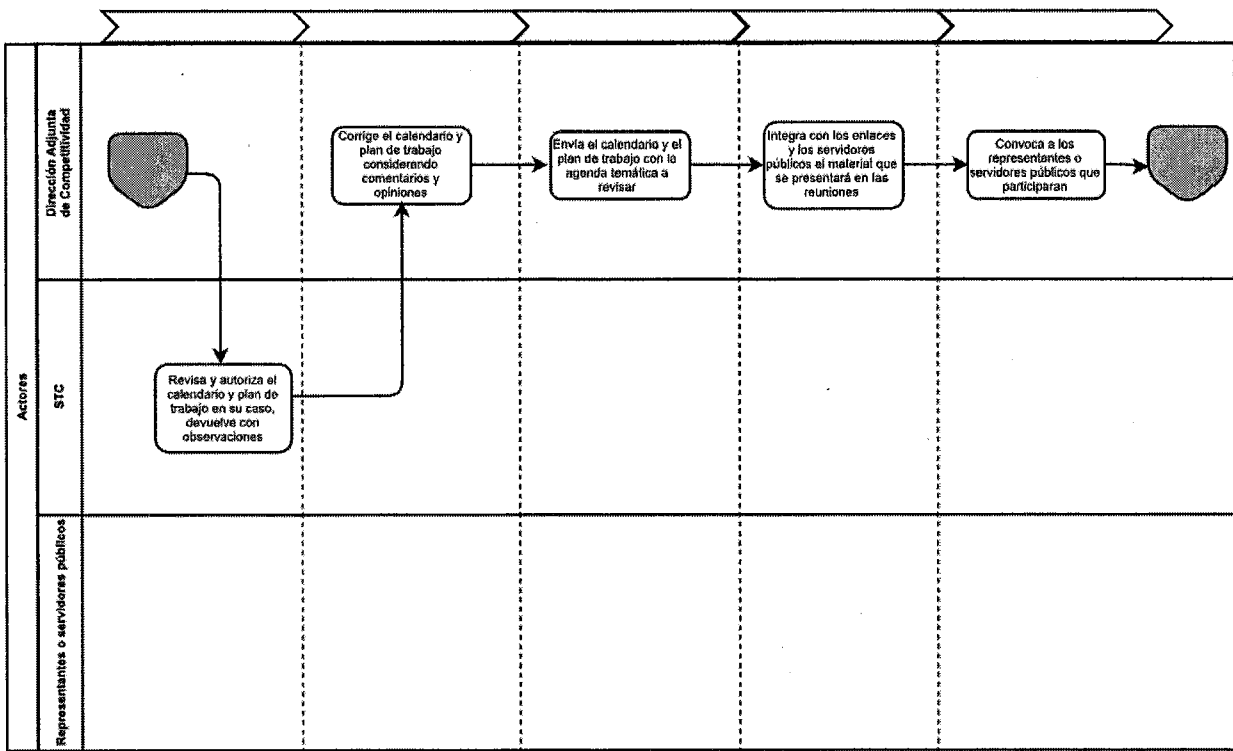 Actores
Dirección Adjunta
de Competitividad
STC
Representantes o servidores públicos
Revisa y autoriza el
calendario y plan de
trabajo en su caso,
devuelve con
observaciones
Corrige el calendario y
plan de trabajo
considerando
comentarios y
opiniones
Envía el calendario y el
plan de trabajo con la
agenda temática a
revisar
Integra con los enlaces
y los servidores
públicos el material que
se presentará en las
reuniones
Convoca a los
representantes o
servidores públicos que
participaran